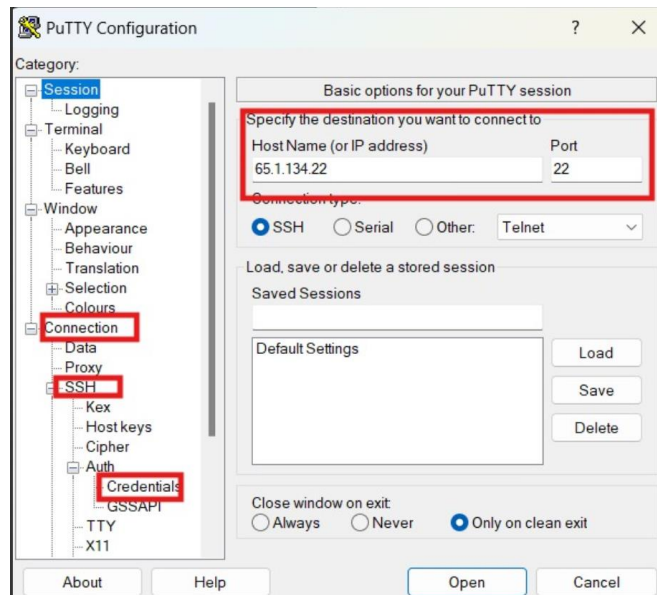 PuTTY Configuration
?
Category:
Session
Logging
Terminal
Keyboard
Bell
Features
Window
Appearance
Behaviour
Translation
Selection
Colours
Connection
Data
Proxy
SSH
Kex
Host keys
Cipher
Auth
Credentials
GSSAPI
TTY
X11
Basic options for your PuTTY session
Specify the destination you want to connect to
Host Name (or IP address) Port
65.1.134.22 22
Connection type:
SSH Serial Other: Telnet
Load, save or delete a stored session
Saved Sessions
Default Settings
Load
Save
Delete
Close window on exit:
Always Never Only on clean exit
About Help Open Cancel